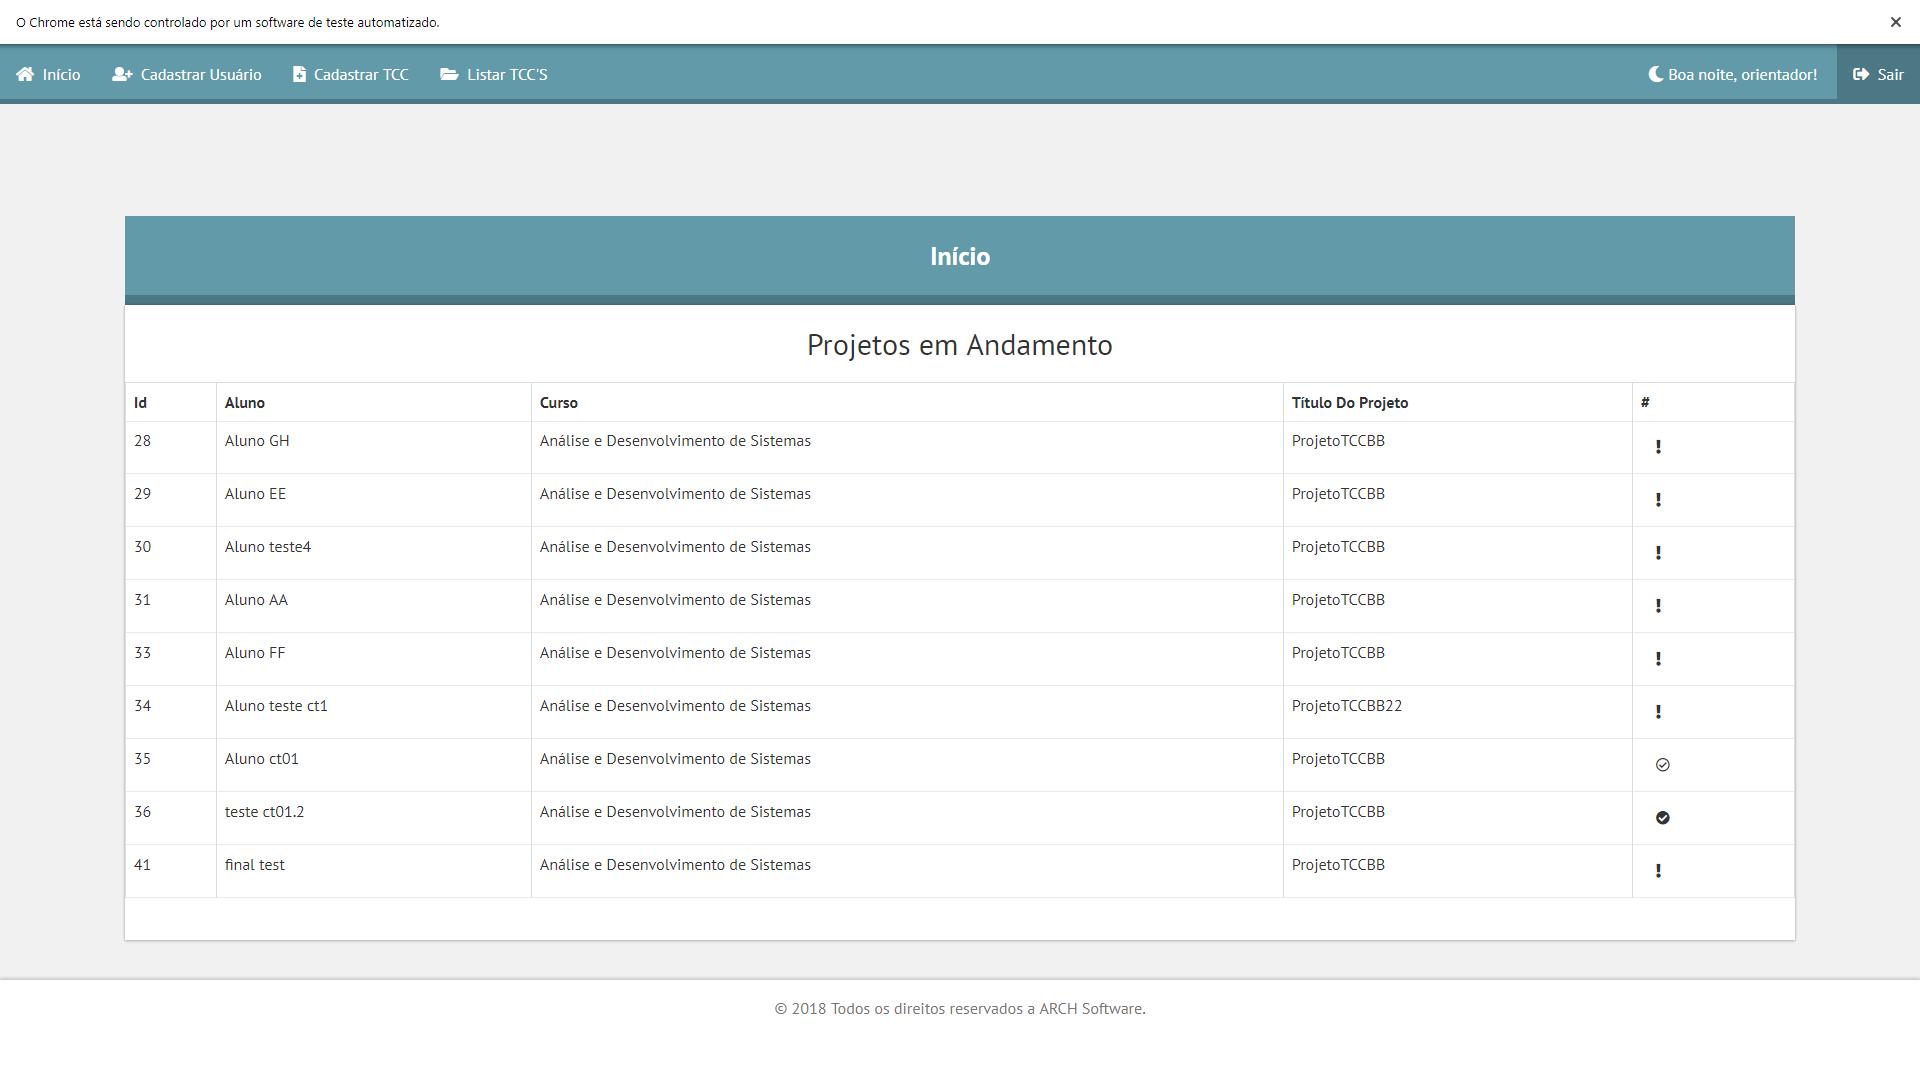 O Chrome está sendo controlado por um software de teste automatizado.
Início Cadastrar Usuário Cadastrar TCC Listar TCC'S Boa noite, orientador! Sair
Início
Projetos em Andamento
Id Aluno Curso Título Do Projeto #
28 Aluno GH Análise e Desenvolvimento de Sistemas ProjetoTCCBB
29 Aluno EE Análise e Desenvolvimento de Sistemas ProjetoTCCBB
30 Aluno teste4 Análise e Desenvolvimento de Sistemas ProjetoTCCBB
31 Aluno AA Análise e Desenvolvimento de Sistemas ProjetoTCCBB
33 Aluno FF Análise e Desenvolvimento de Sistemas ProjetoTCCBB
34 Aluno teste ct1 Análise e Desenvolvimento de Sistemas ProjetoTCCBB22
35 Aluno ct01 Análise e Desenvolvimento de Sistemas ProjetoTCCBB
36 teste ct01.2 Análise e Desenvolvimento de Sistemas ProjetoTCCBB
41 final test Análise e Desenvolvimento de Sistemas ProjetoTCCBB
© 2018 Todos os direitos reservados a ARCH Software.